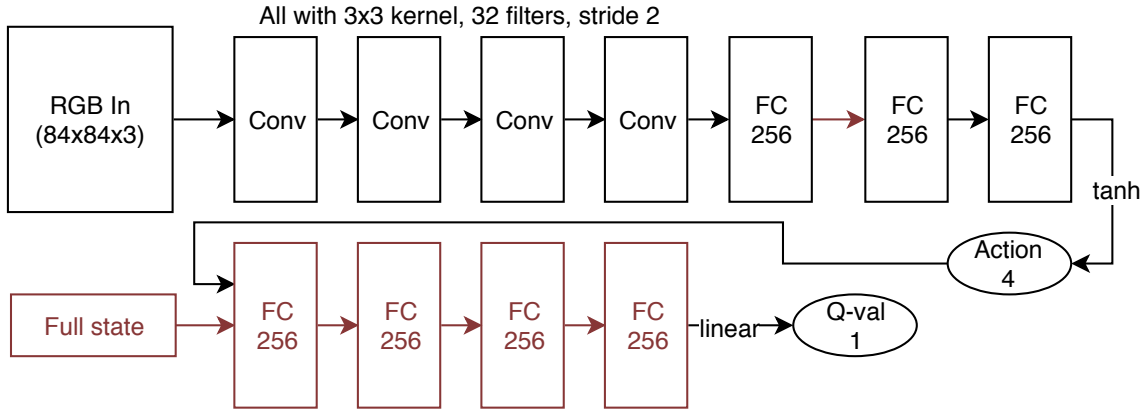 All with 3x3 kernel, 32 filters, stride 2
RGB In
(84x84x3)
Conv
Conv
Conv
Conv
FC
256
FC
256
FC
256
tanh
Action
4
Full state
FC
256
FC
256
FC
256
FC
256
linear
Q-val
1